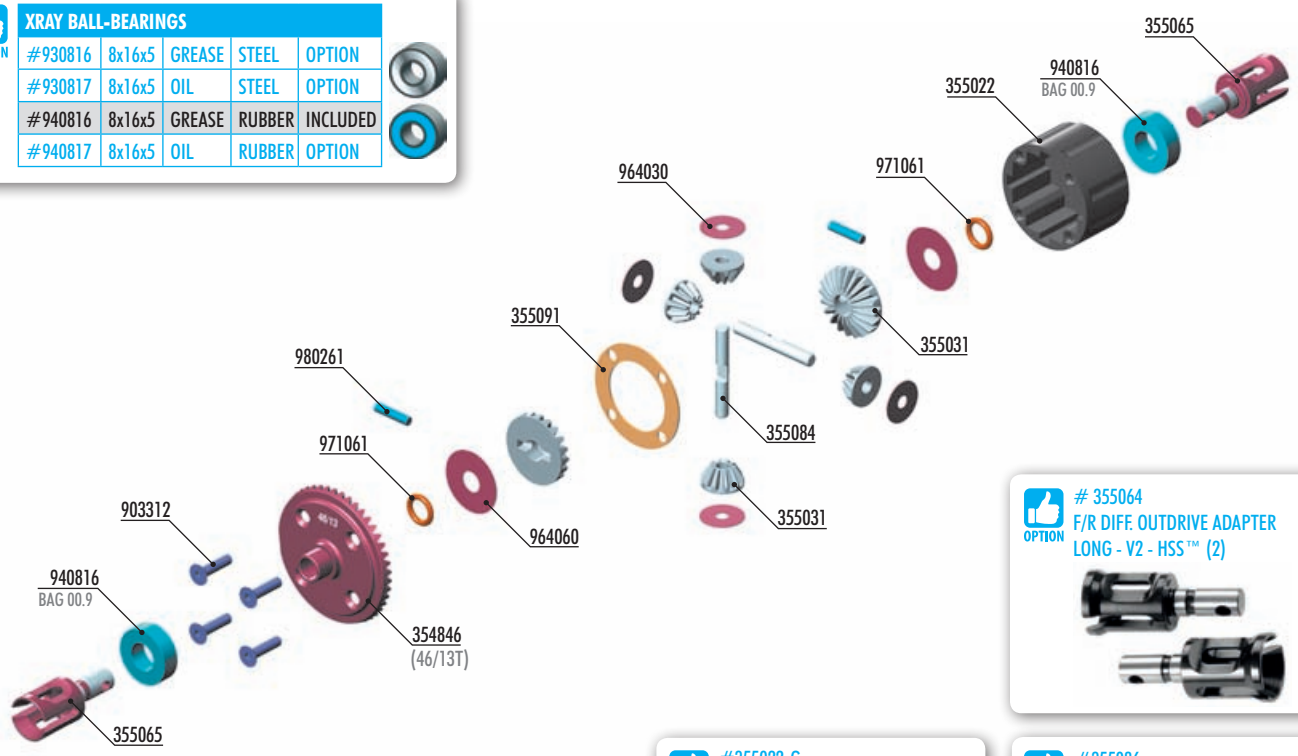 XRAY BALL-BEARINGS
#930816 8x16x5 GREASE STEEL OPTION
#930817 8x16x5 OIL STEEL OPTION
#940816 8x16x5 GREASE RUBBER INCLUDED
#940817 8x16x5 OIL RUBBER OPTION
355065
940816
BAG 00.9
355022
971061
964030
355031
355091
980261
355084
971061
355031
964060
903312
940816
BAG 00.9
354846
(46/13T)
46/13
355065
OPTION
# 355064
F/R DIFF. OUTDRIVE ADAPTER
LONG - V2 - HSS™ (2)